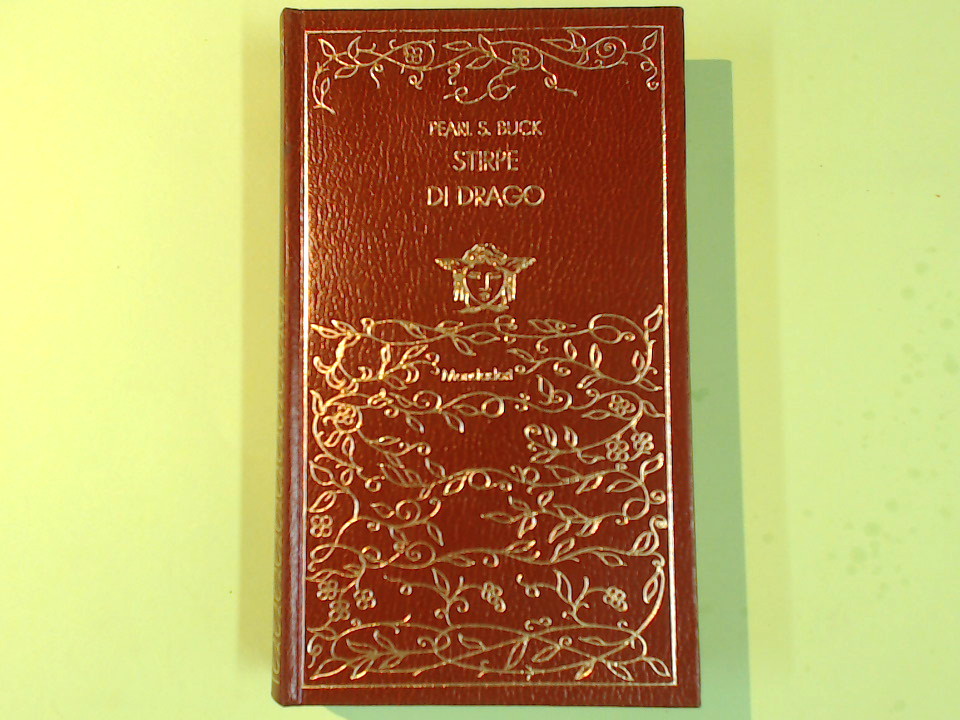 PEARL S. BUCK
STIRPE
DI DRAGO
Mondadori